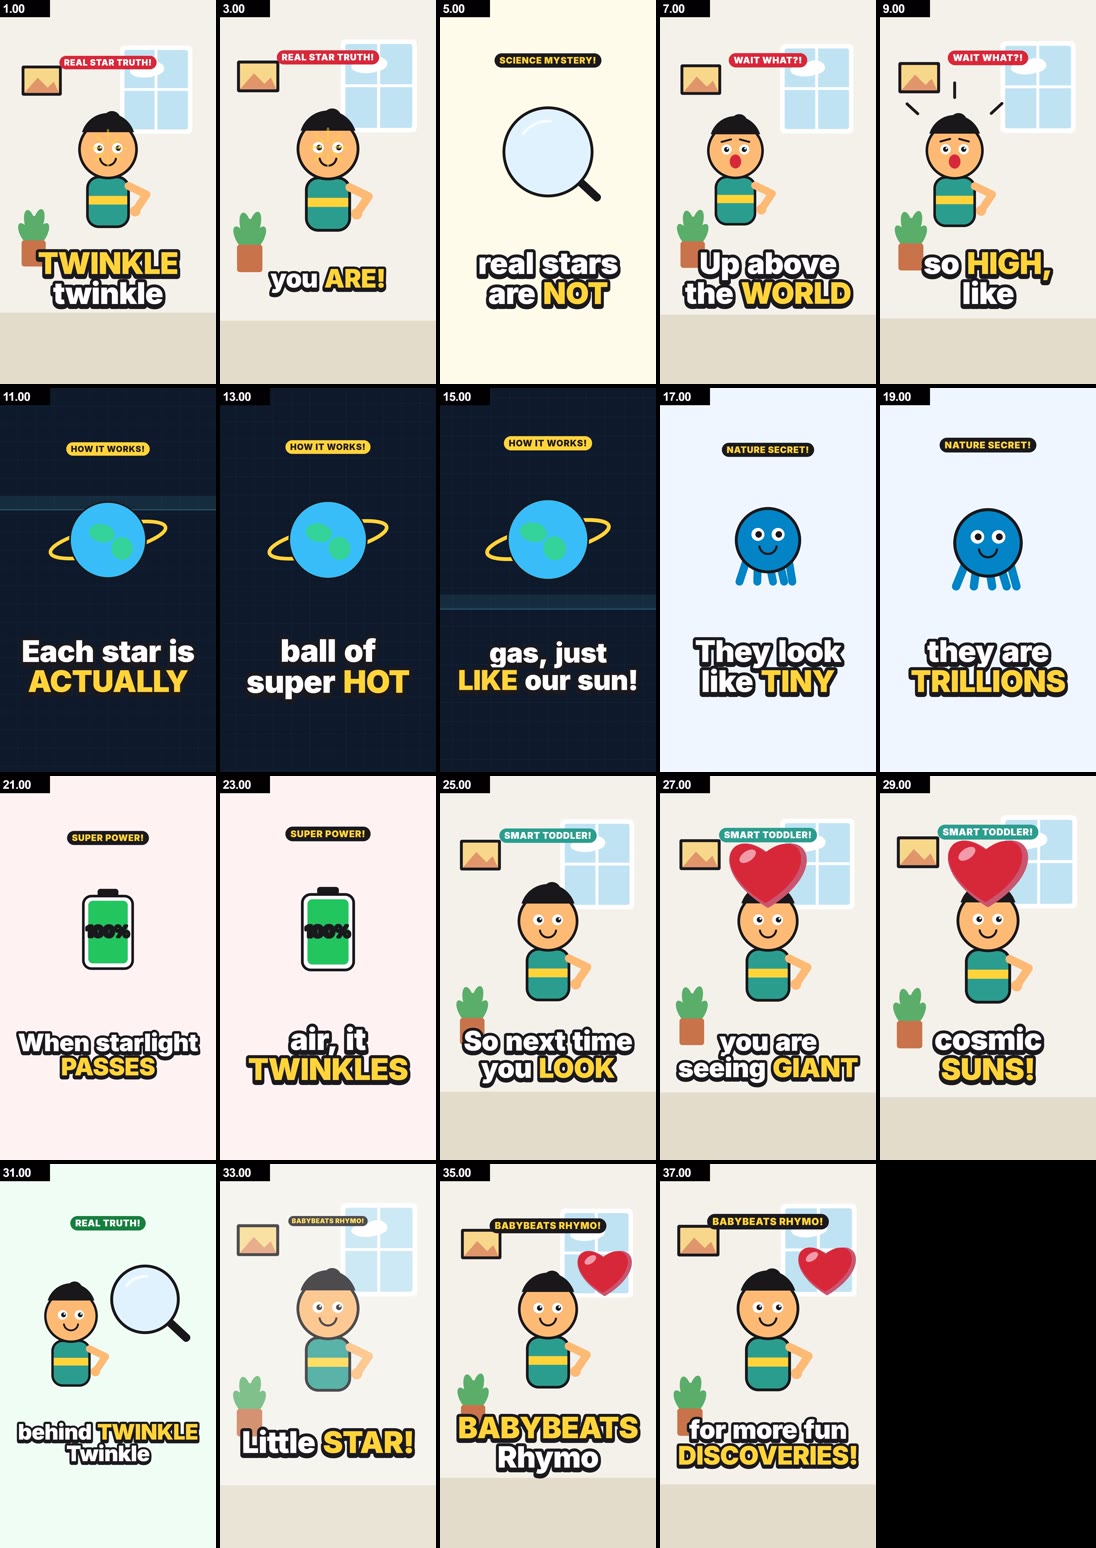 1.00
REAL STAR TRUTH!
TWINKLE
twinkle
3.00
REAL STAR TRUTH!
you ARE!
5.00
SCIENCE MYSTERY!
real stars
are NOT
7.00
WAIT WHAT?!
Up above
the WORLD
9.00
WAIT WHAT?!
so HIGH,
like
11.00
HOW IT WORKS!
Each star is
ACTUALLY
13.00
HOW IT WORKS!
ball of
super HOT
15.00
HOW IT WORKS!
gas, just
LIKE our sun!
17.00
NATURE SECRET!
They look
like TINY
19.00
NATURE SECRET!
they are
TRILLIONS
21.00
SUPER POWER!
100%
When starlight
PASSES
23.00
SUPER POWER!
100%
air, it
TWINKLES
25.00
SMART TODDLER!
So next time
you LOOK
27.00
SMART TODDLER!
you are
seeing GIANT
29.00
SMART TODDLER!
cosmic
SUNS!
31.00
REAL TRUTH!
behind TWINKLE
Twinkle
33.00
BABYBEATS RHYMO!
Little STAR!
35.00
BABYBEATS RHYMO!
BABYBEATS
Rhymo
37.00
BABYBEATS RHYMO!
for more fun
DISCOVERIES!